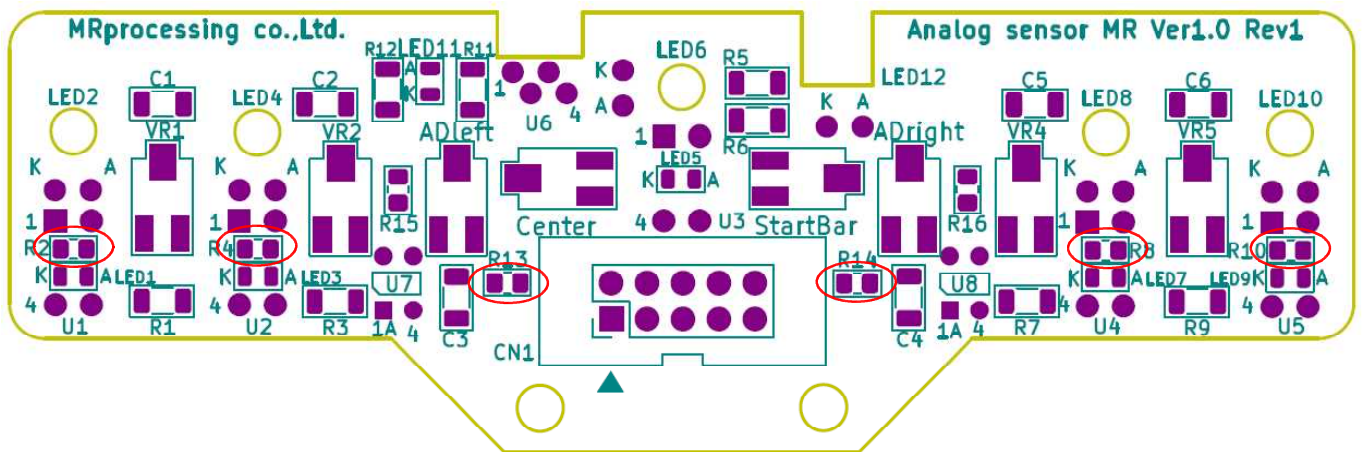 MRprocessing co.,Ltd.
Analog sensor MR Ver1.0 Rev1
R12 LED11 R11
LED6
R5
LED12
C1
C2
C5
C6
LED2
LED4
LED8
LED10
A
K
1
4
U6
K
A
K A
VR1
VR2
ADleft
R6
ADright
VR4
VR5
1
K A
K A
K LED5 A
K A
K A
1
1
R15
Center
4 U3
StartBar
R16
1
1
R2
R4
R13
R14
R8
R10
K A
LED1
K A
LED3
U7
U8
K A
LED7
LED9
K A
4
U1
R1
4
U2
R3
1A 4
C3
CN1
C4
1A 4
R7
4
U4
R9
4
U5